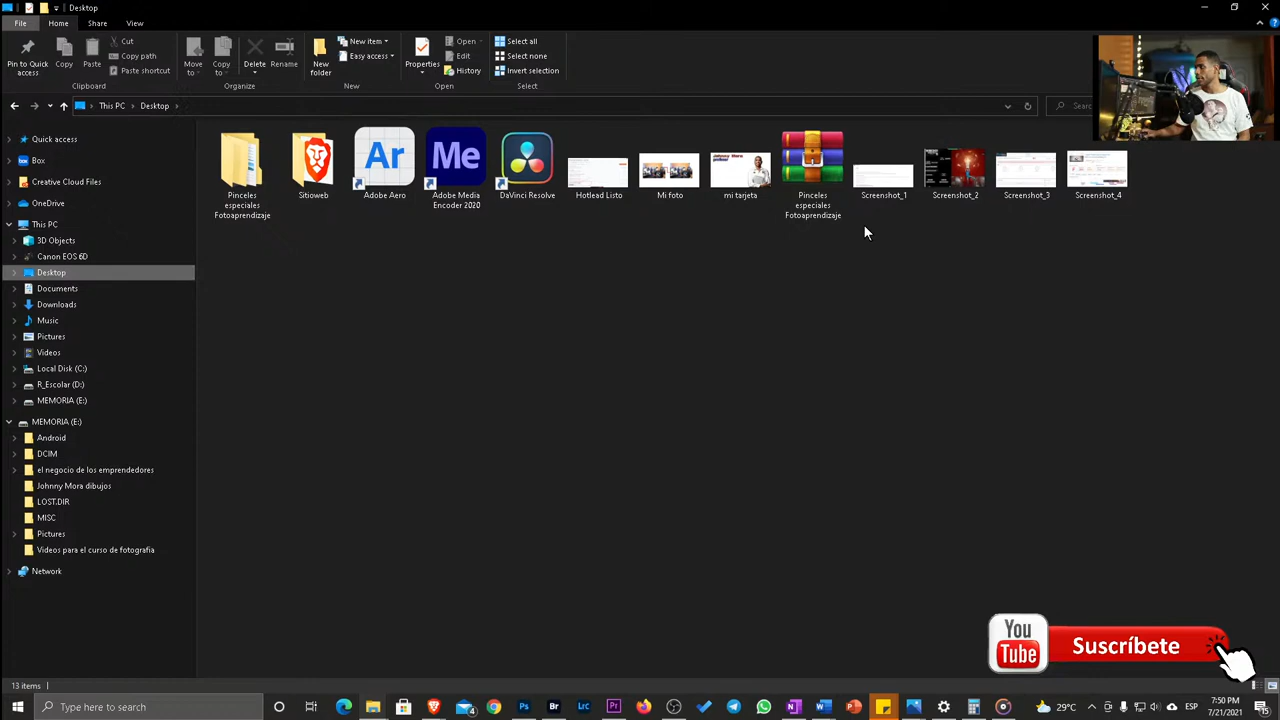 Desktop
File
Home
Share
View
Pin to Quick
access
Copy
Paste
Cut
Copy path
Paste shortcut
Clipboard
Move
to
Copy
to
Delete
Rename
Organize
New
folder
New item
Easy access
New
Properties
Open
Edit
History
Open
Select all
Select none
Invert selection
Select
This PC
Desktop
Quick access
Box
Creative Cloud Files
OneDrive
This PC
3D Objects
Canon EOS 6D
Desktop
Documents
Downloads
Music
Pictures
Videos
Local Disk (C:)
R_Escolar (D:)
MEMORIA (E:)
MEMORIA (E:)
Android
DCIM
el negocio de los emprendedores
Johnny Mora dibujos
LOST.DIR
MISC
Pictures
Videos para el curso de fotografia
Network
Pinceles
especiales
Fotoaprendizaje
Sitioweb
Ar
Adobe Aero
Me
Adobe Media
Encoder 2020
DaVinci Resolve
Hotlead Listo
Mi foto
mi tarjeta
Pinceles
especiales
Fotoaprendizaje
Screenshot_1
Screenshot_2
Screenshot_3
Screenshot_4
You
Tube
Suscríbete
13 items
Type here to search
Ps
Br
Lc
Pr
29°C
ESP
7:50 PM
7/21/2021
15